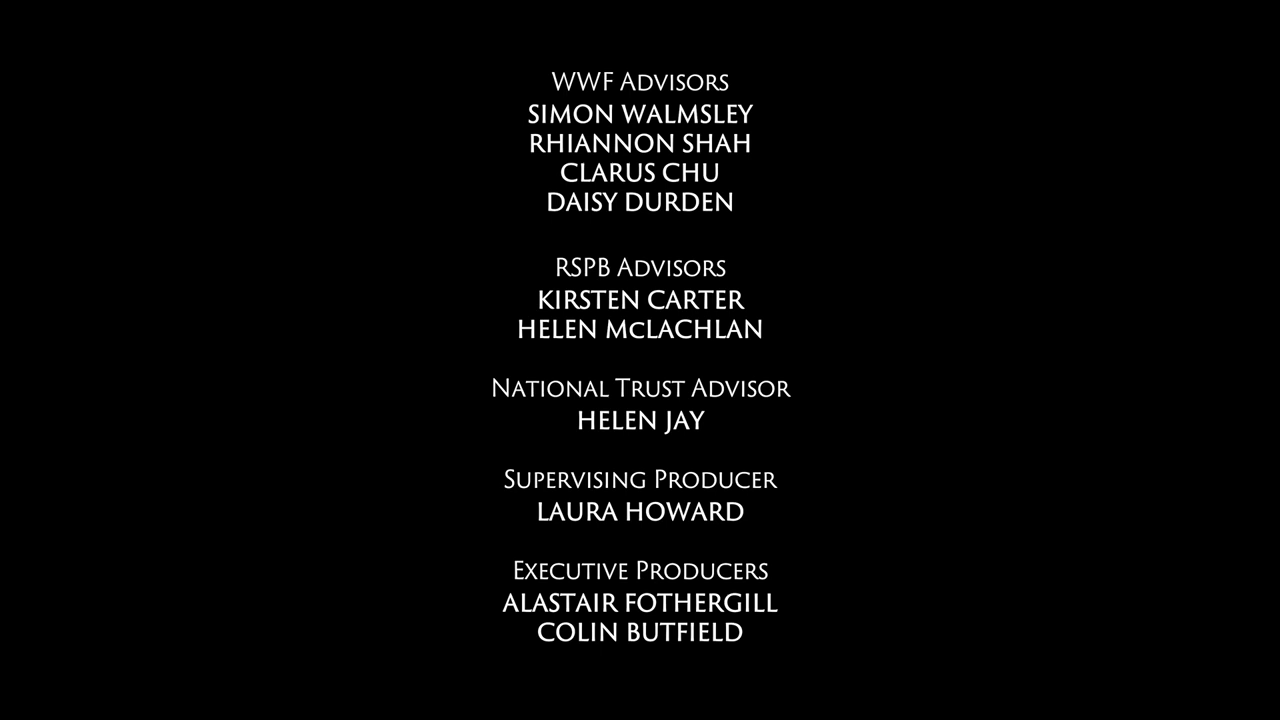 WWF Advisors
SIMON WALMSLEY
RHIANNON SHAH
CLARUS CHU
DAISY DURDEN
RSPB Advisors
KIRSTEN CARTER
HELEN McLACHLAN
National Trust Advisor
HELEN JAY
Supervising Producer
LAURA HOWARD
Executive Producers
ALASTAIR FOTHERGILL
COLIN BUTFIELD